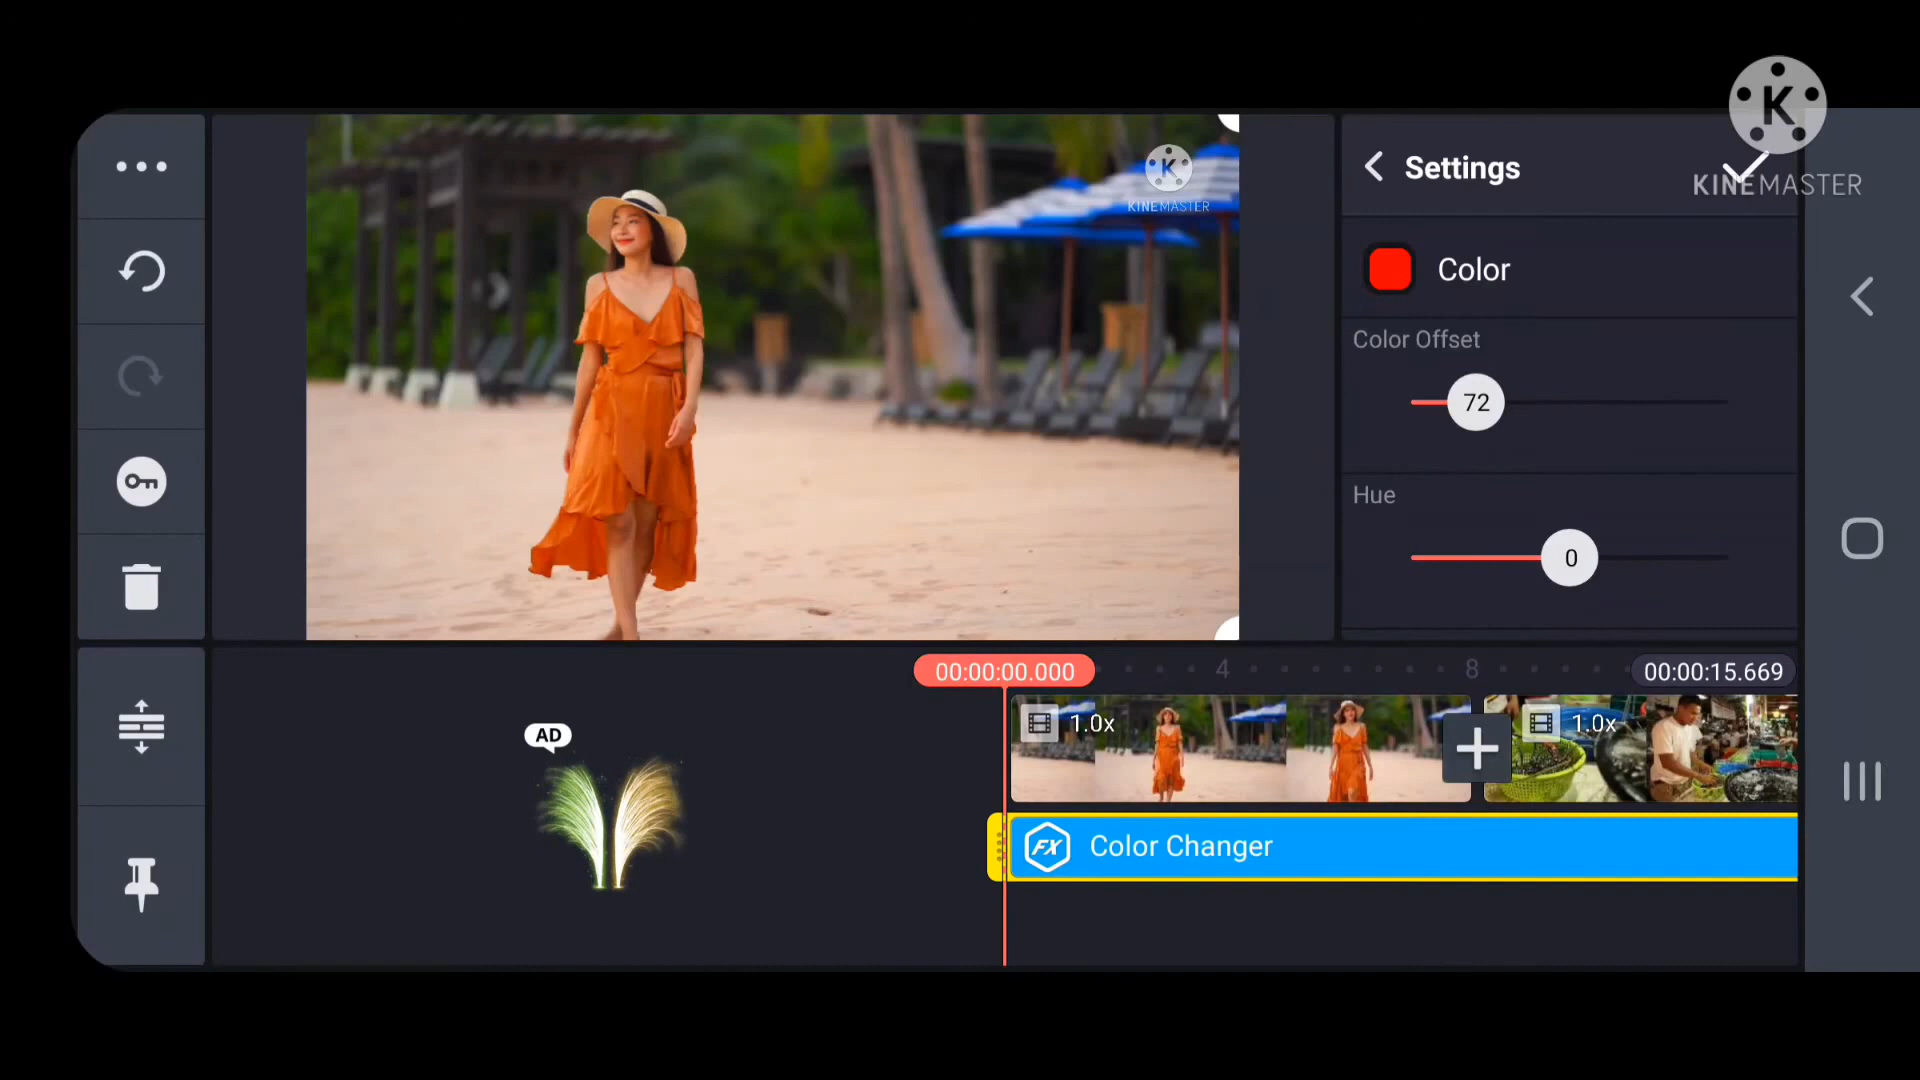 K
KINEMASTER
K
KINEMASTER
Settings
Color
Color Offset
72
Hue
0
00:00:00.000
4
8
00:00:15.669
1.0x
1.0x
AD
FX
Color Changer